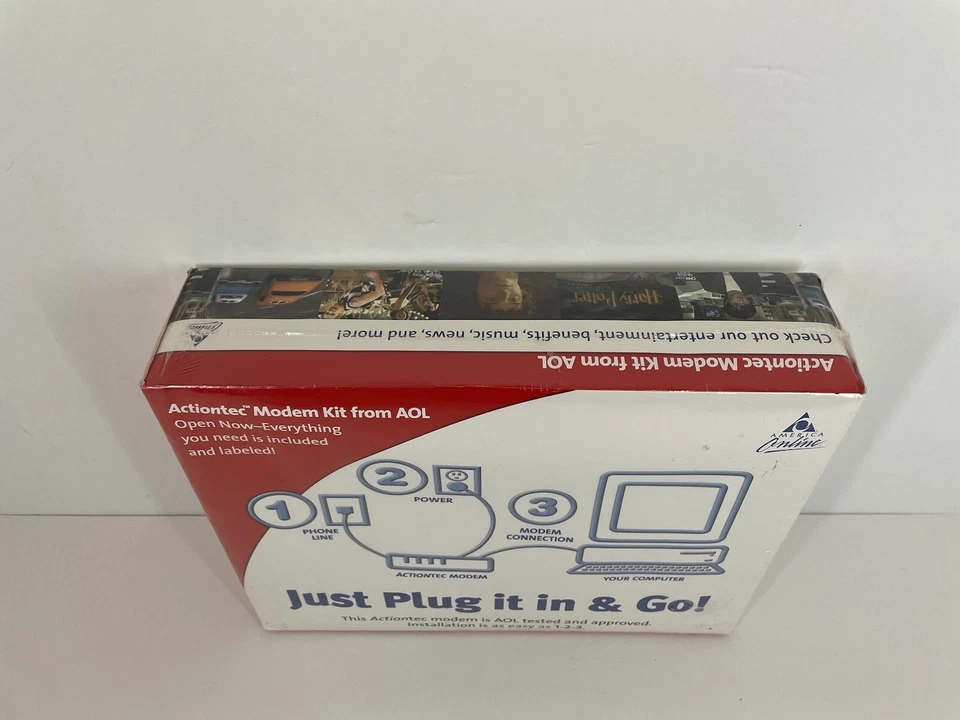 Harry Potter
Check out our entertainment, benefits, music, news, and more!
Actiontec Modem Kit from AOL
Actiontec™ Modem Kit from AOL
Open Now–Everything
you need is included
and labeled!
AMERICA
Online
1
PHONE
LINE
2
POWER
3
MODEM
CONNECTION
ACTIONTEC MODEM
YOUR COMPUTER
Just Plug it in & Go!
This Actiontec modem is AOL tested and approved.
Installation is as easy as 1-2-3.